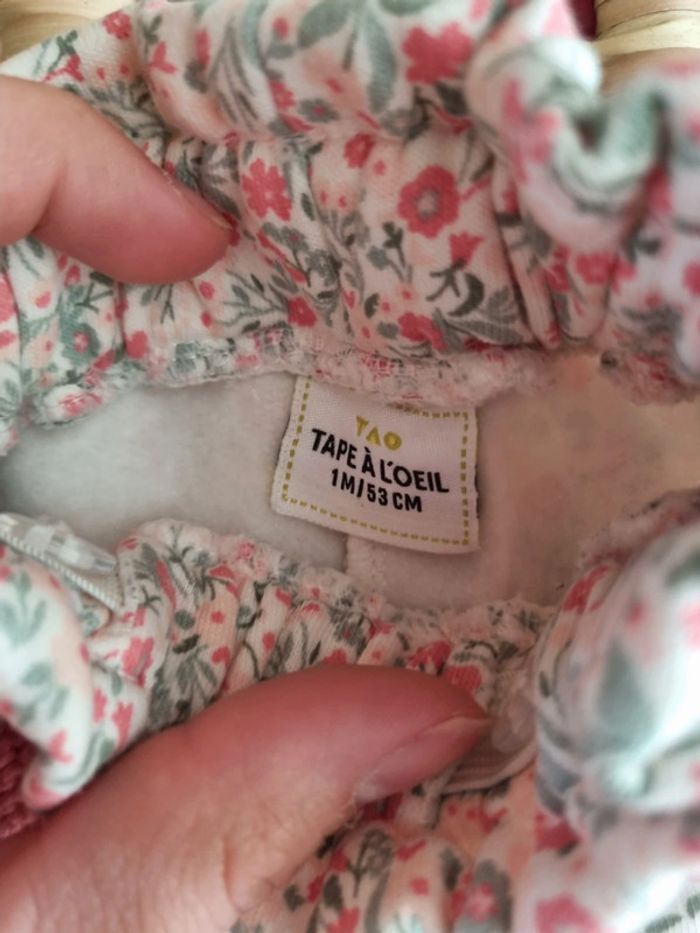 TAO
TAPE À L'OEIL
1M/53 CM